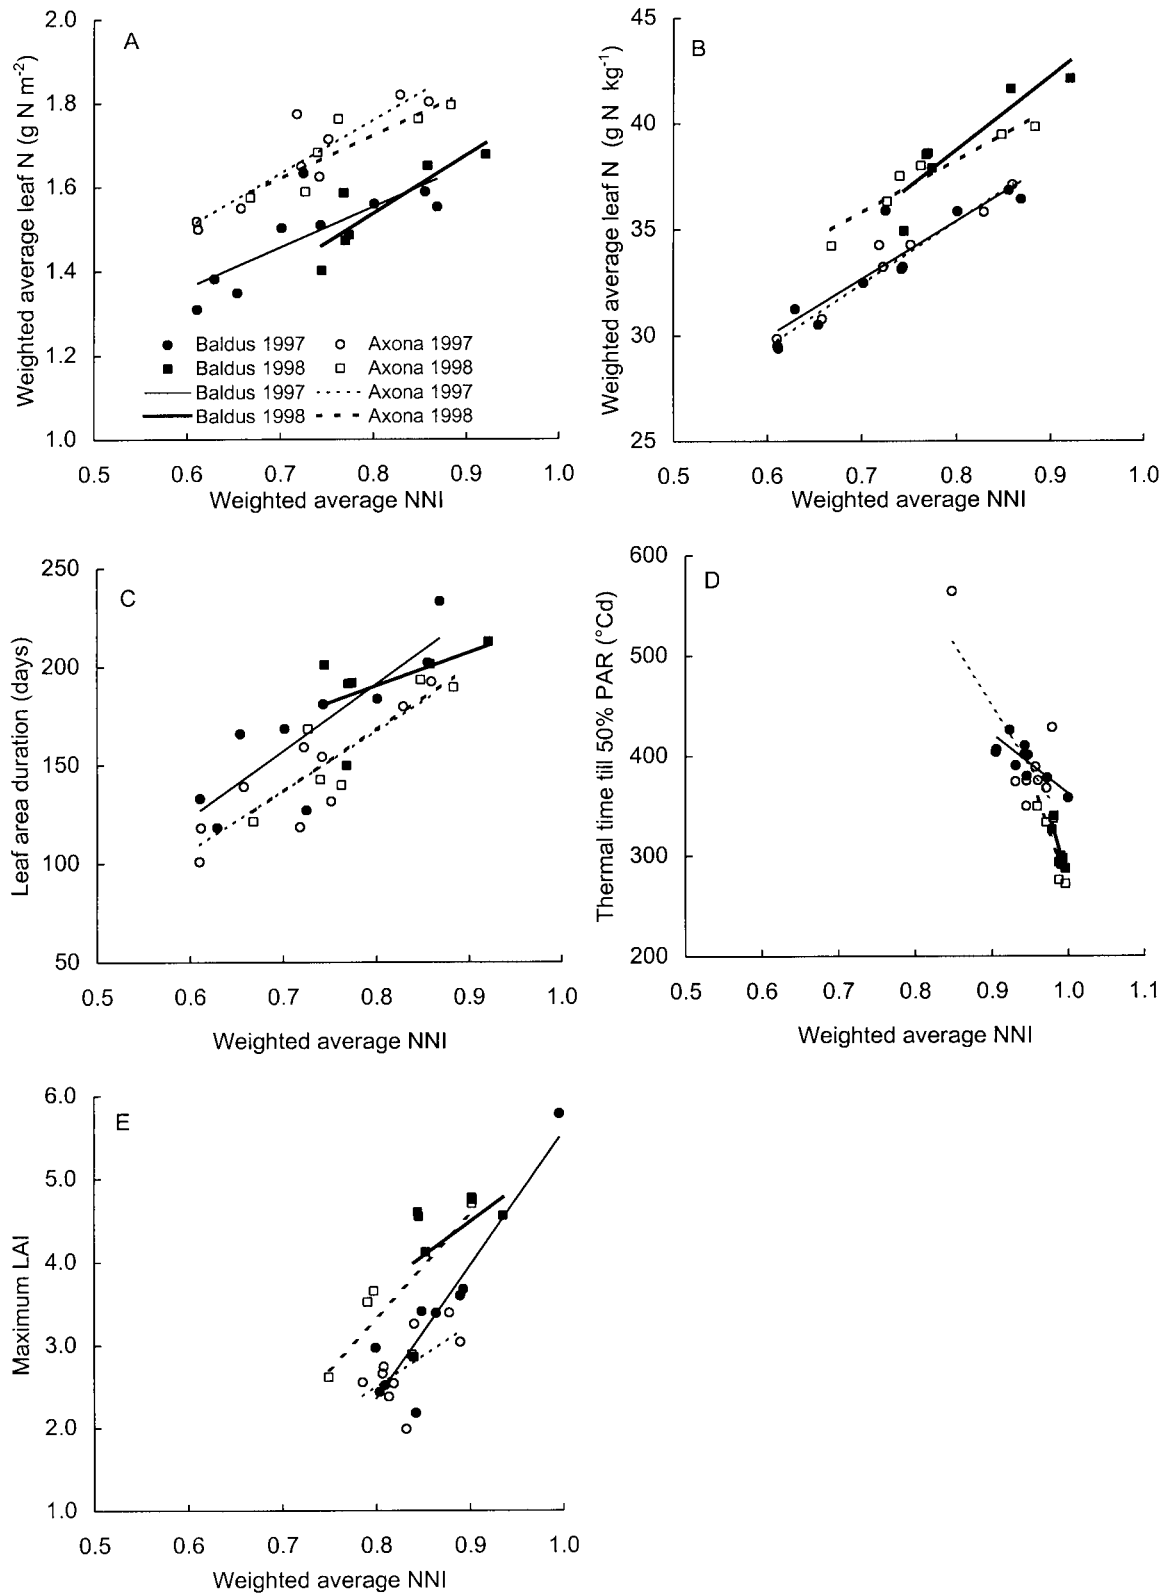 A
2.0
1.8
1.6
1.4
1.2
1.0
Weighted average leaf N (g N m-2)
Baldus 1997 Axona 1997
Baldus 1998 Axona 1998
Baldus 1997 Axona 1997
Baldus 1998 Axona 1998
0.5 0.6 0.7 0.8 0.9 1.0
Weighted average NNI
B
45
40
35
30
25
Weighted average leaf N (g N kg-1)
0.5 0.6 0.7 0.8 0.9 1.0
Weighted average NNI
C
250
200
150
100
50
Leaf area duration (days)
0.5 0.6 0.7 0.8 0.9 1.0
Weighted average NNI
D
600
500
400
300
200
Thermal time till 50% PAR (°Cd)
0.5 0.6 0.7 0.8 0.9 1.0 1.1
Weighted average NNI
E
6.0
5.0
4.0
3.0
2.0
1.0
Maximum LAI
0.5 0.6 0.7 0.8 0.9 1.0
Weighted average NNI